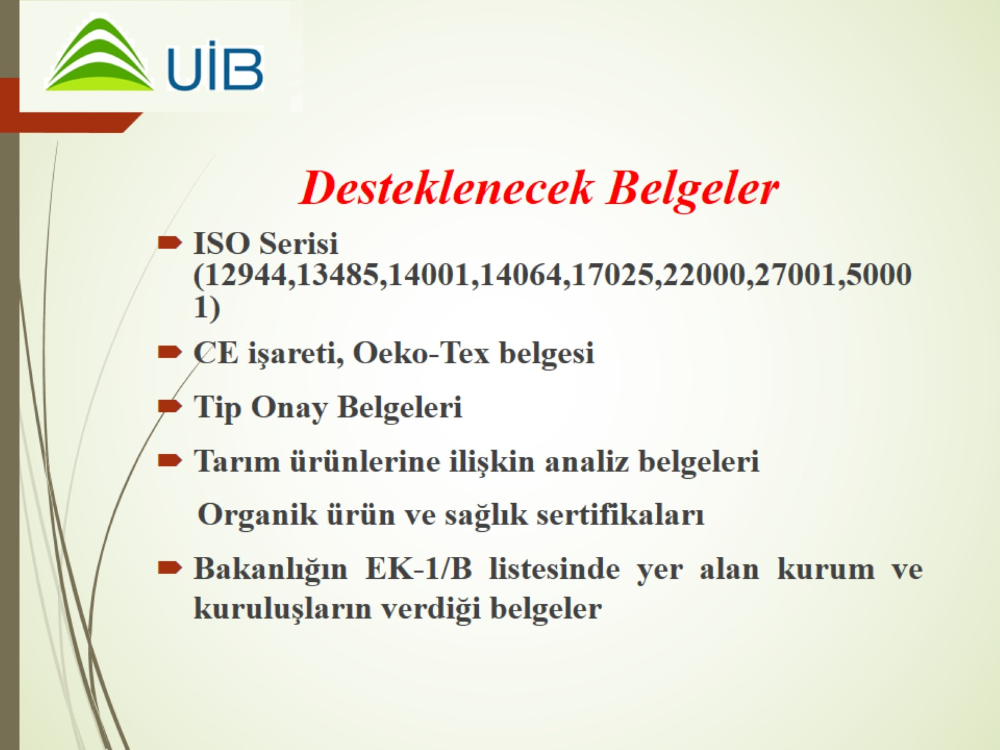 UİB
Desteklenecek Belgeler
ISO Serisi
(12944,13485,14001,14064,17025,22000,27001,5000
1)
CE işareti, Oeko-Tex belgesi
Tip Onay Belgeleri
Tarım ürünlerine ilişkin analiz belgeleri
Organik ürün ve sağlık sertifikaları
Bakanlığın EK-1/B listesinde yer alan kurum ve
kuruluşların verdiği belgeler